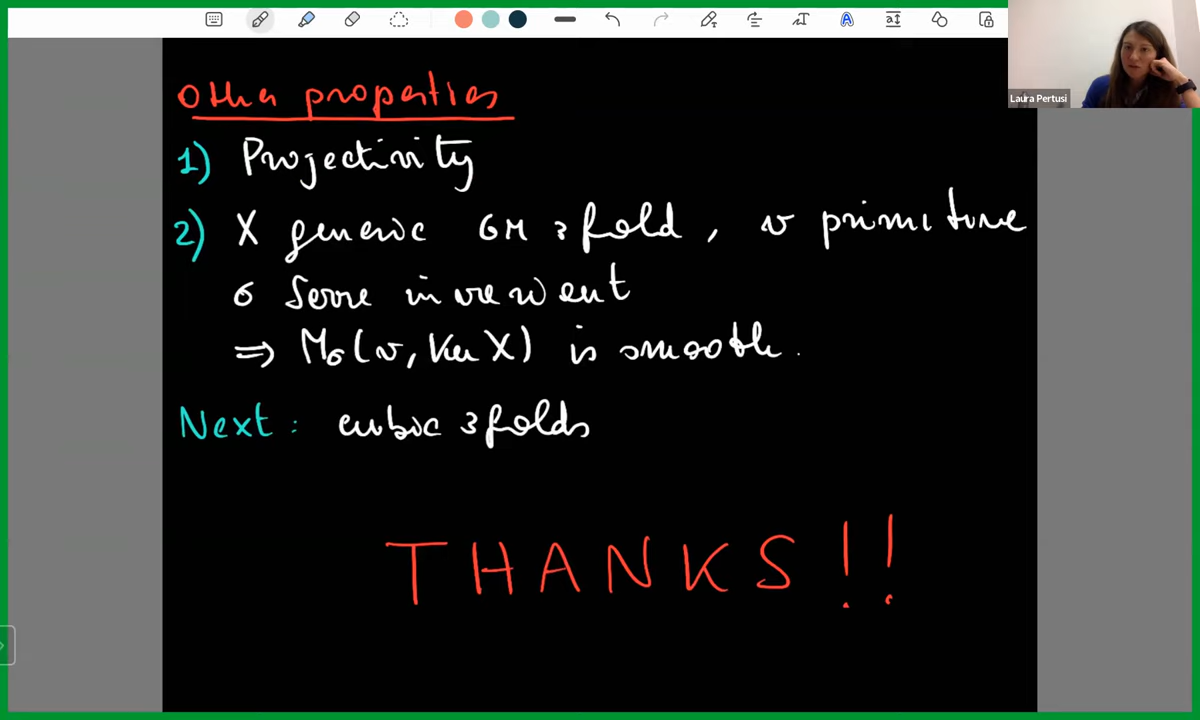 Laura Pertusi
Other properties
1) Projectivity
2) X generic GM 3fold, v primitive
σ Serre invariant
⇒ Mσ(v, Ku X) is smooth.
Next: cubic 3folds
THANKS!!